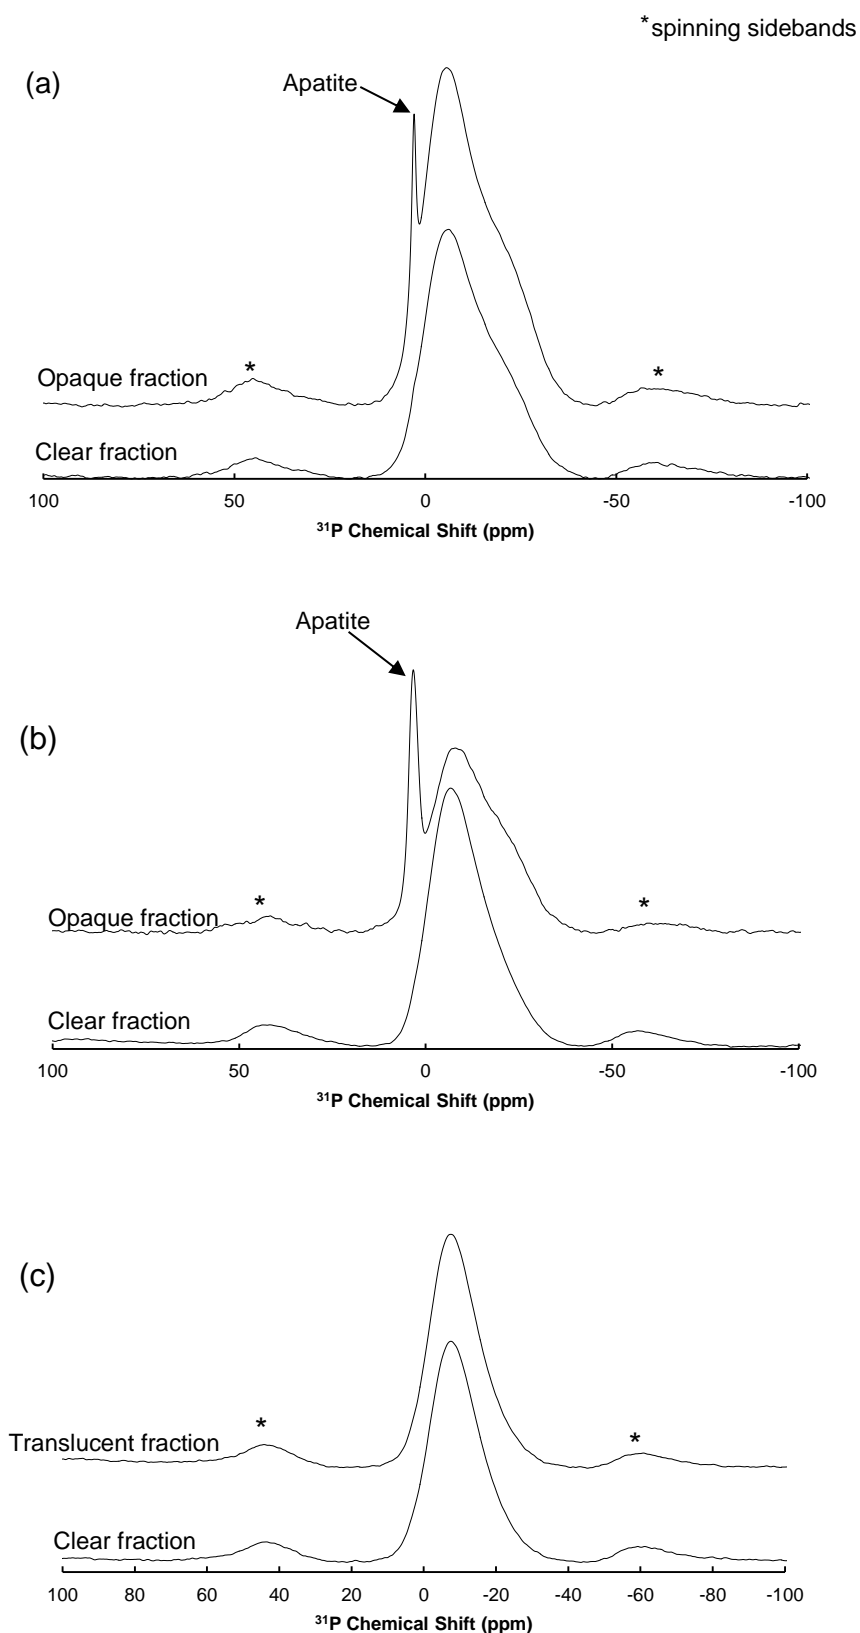 *spinning sidebands
(a)
Apatite
*
*
Opaque fraction
Clear fraction
100 50 0 -50 -100
³¹P Chemical Shift (ppm)
Apatite
(b)
*
*
Opaque fraction
Clear fraction
100 50 0 -50 -100
³¹P Chemical Shift (ppm)
(c)
*
*
Translucent fraction
Clear fraction
100 80 60 40 20 0 -20 -40 -60 -80 -100
³¹P Chemical Shift (ppm)